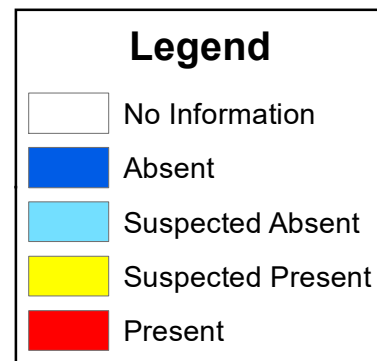 Legend
No Information
Absent
Suspected Absent
Suspected Present
Present